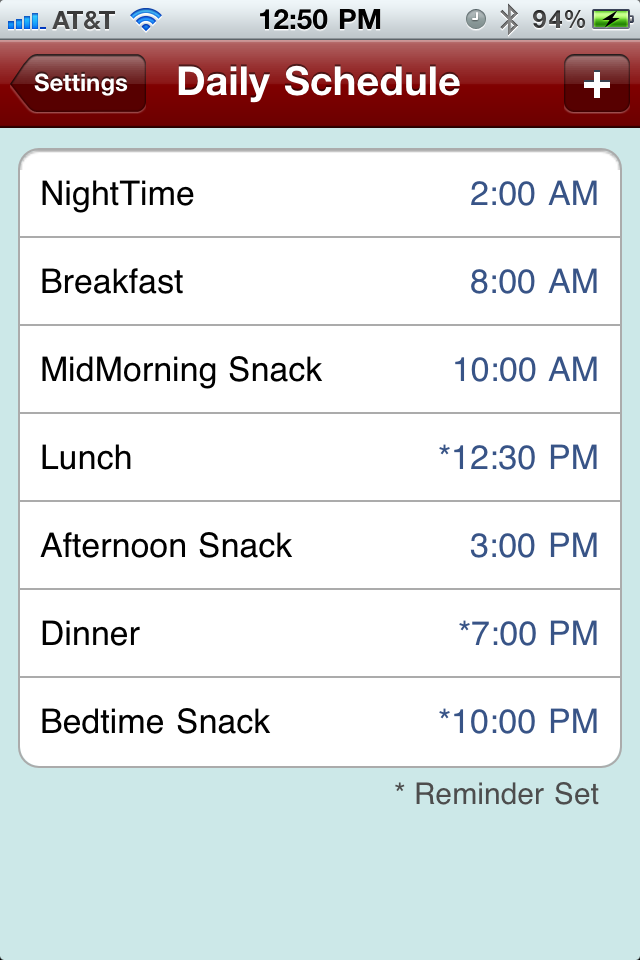 AT&T 12:50 PM 94%
Settings Daily Schedule +
NightTime 2:00 AM
Breakfast 8:00 AM
MidMorning Snack 10:00 AM
Lunch *12:30 PM
Afternoon Snack 3:00 PM
Dinner *7:00 PM
Bedtime Snack *10:00 PM
* Reminder Set